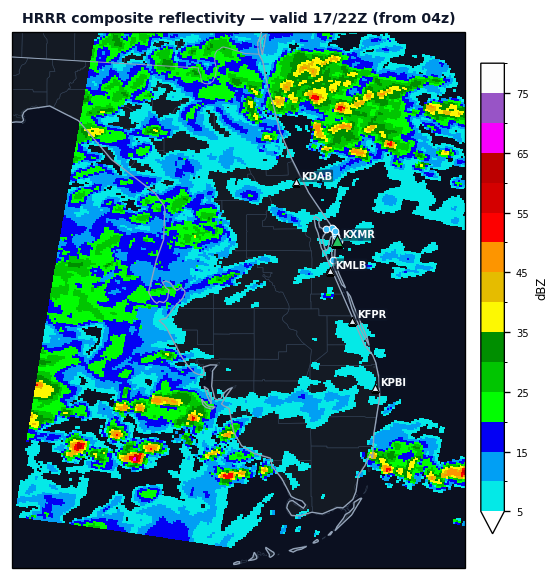 HRRR composite reflectivity — valid 17/22Z (from 04z)
KDAB
KXMR
KMLB
KFPR
KPBI
75
65
55
45
35
25
15
5
dBZ